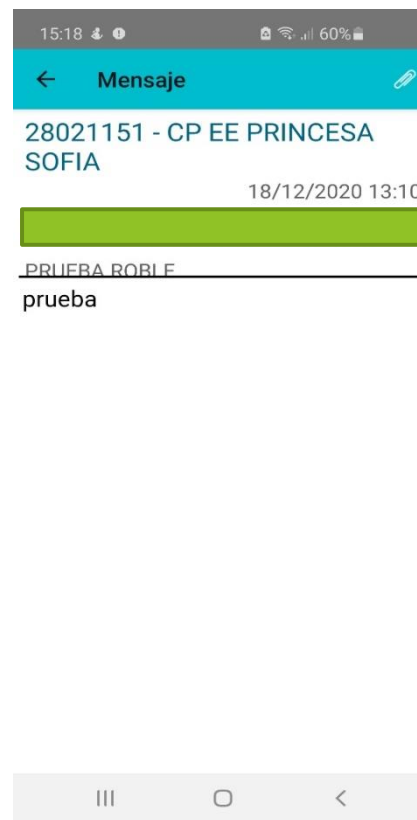 15:18 60%
Mensaje
28021151 - CP EE PRINCESA
SOFIA
18/12/2020 13:10
PRUEBA ROBLE
prueba